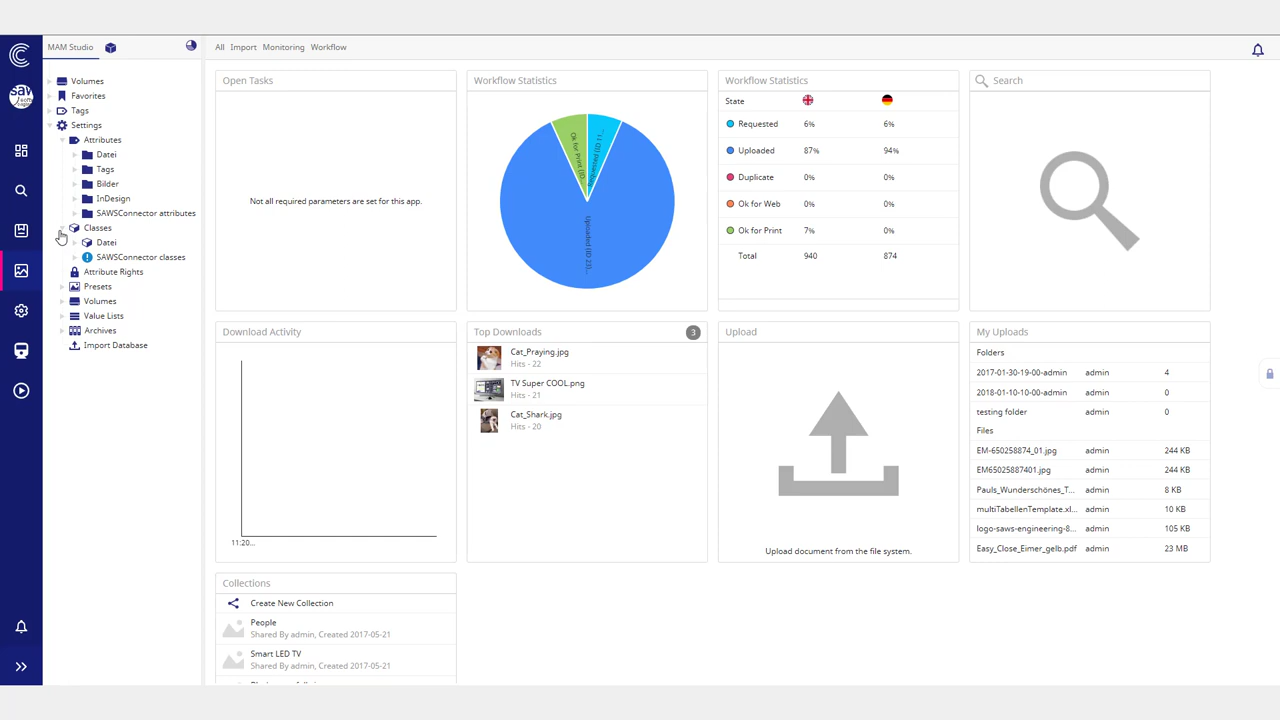 MAM Studio
All Import Monitoring Workflow
Volumes
Favorites
Tags
Settings
Attributes
Datei
Tags
Bilder
InDesign
SAWSConnector attributes
Classes
Datei
SAWSConnector classes
Attribute Rights
Presets
Volumes
Value Lists
Archives
Import Database
Open Tasks
Not all required parameters are set for this app.
Workflow Statistics
Workflow Statistics
State
Requested 6% 6%
Uploaded 87% 94%
Duplicate 0% 0%
Ok for Web 0% 0%
Ok for Print 7% 0%
Total 940 874
Search
Download Activity
11:20...
Top Downloads 3
Cat_Praying.jpg
Hits - 22
TV Super COOL.png
Hits - 21
Cat_Shark.jpg
Hits - 20
Upload
Upload document from the file system.
My Uploads
Folders
2017-01-30-19-00-admin admin 4
2018-01-10-10-00-admin admin 0
testing folder admin 0
Files
EM-650258874_01.jpg admin 244 KB
EM65025887401.jpg admin 244 KB
Pauls_Wunderschönes_T... admin 8 KB
multiTabellenTemplate.xl... admin 10 KB
logo-saws-engineering-8... admin 105 KB
Easy_Close_Eimer_gelb.pdf admin 23 MB
Collections
Create New Collection
People
Shared By admin, Created 2017-05-21
Smart LED TV
Shared By admin, Created 2017-05-21